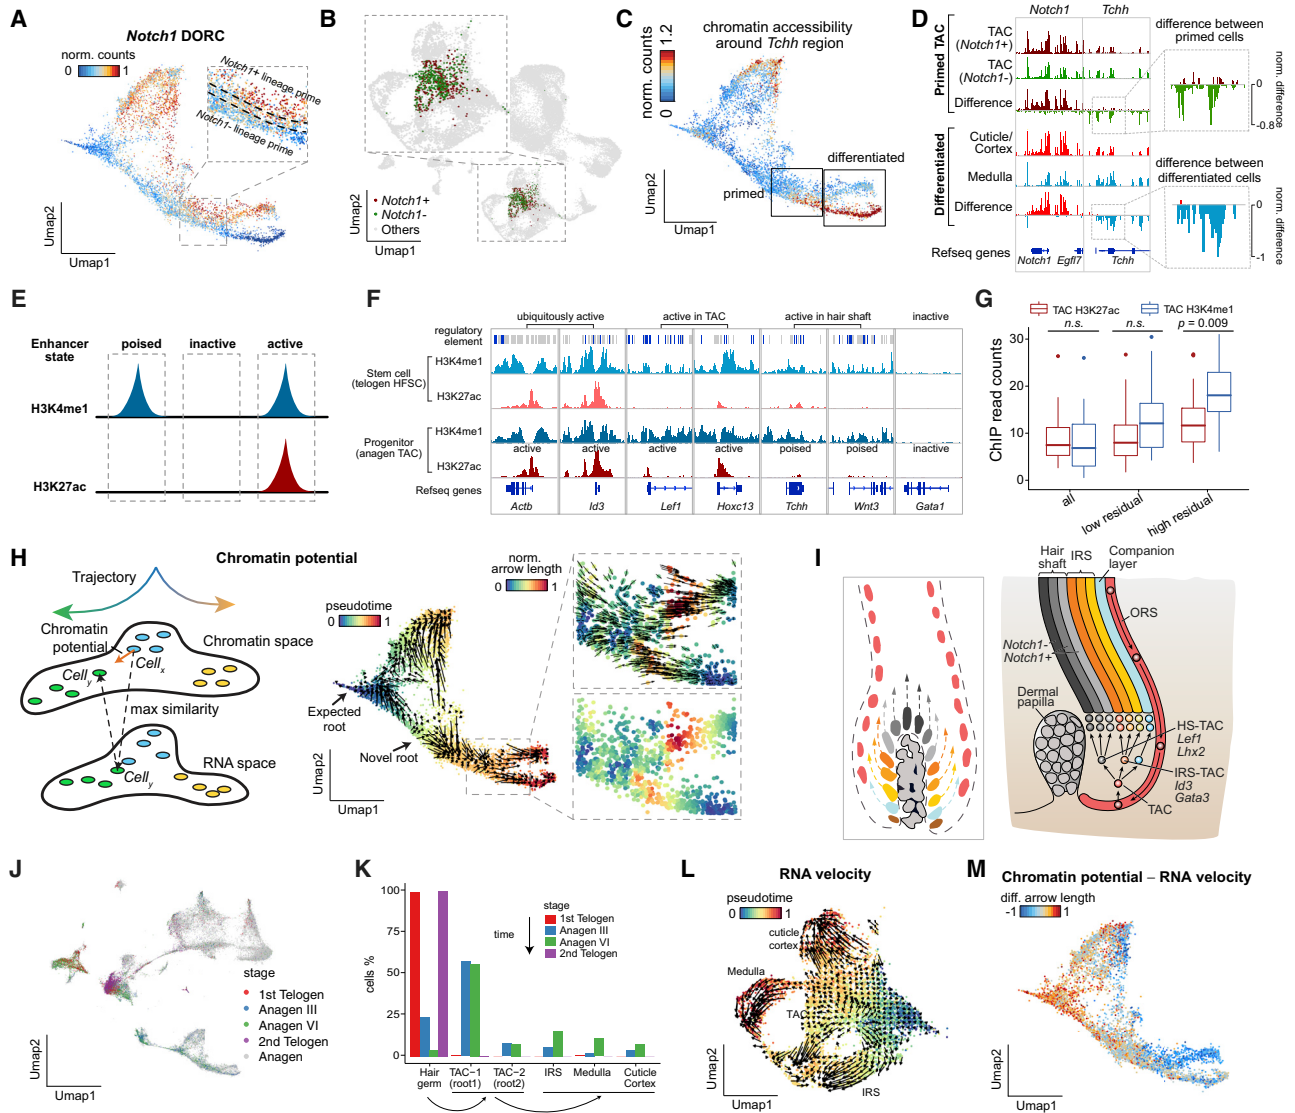 A
Notch1 DORC
norm. counts
0 1
Notch1+ lineage prime
Notch1- lineage prime
Umap2
Umap1
B
Notch1+
Notch1-
Others
Umap2
Umap1
C
chromatin accessibility
around Tchh region
norm. counts
0 1.2
differentiated
primed
Umap2
Umap1
D
Notch1 Tchh
Primed TAC
TAC
(Notch1+)
TAC
(Notch1-)
Difference
Differentiated
Cuticle/
Cortex
Medulla
Difference
Refseq genes
Notch1 Egfl7 Tchh
difference between
primed cells
0
-0.8
norm. difference
difference between
differentiated cells
0
-1
norm. difference
E
Enhancer
state
poised inactive active
H3K4me1
H3K27ac
F
ubiquitously active active in TAC active in hair shaft inactive
regulatory
element
Stem cell
(telogen HFSC)
H3K4me1
H3K27ac
Progenitor
(anagen TAC)
H3K4me1
active active active active poised poised inactive
H3K27ac
Refseq genes
Actb Id3 Lef1 Hoxc13 Tchh Wnt3 Gata1
G
TAC H3K27ac TAC H3K4me1
n.s. n.s. p = 0.009
ChIP read counts
30
20
10
0
all low residual high residual
H
Chromatin potential
Trajectory
Chromatin
potential
Cellx
Celly
Chromatin space
max similarity
RNA space
Celly
pseudotime
0 1
Expected
root
Novel root
Umap2
Umap1
norm.
arrow length
0 1
I
Hair
shaft
IRS
Companion
layer
ORS
Notch1-
Notch1+
Dermal
papilla
HS-TAC
Lef1
Lhx2
IRS-TAC
Id3
Gata3
TAC
J
stage
1st Telogen
Anagen III
Anagen VI
2nd Telogen
Anagen
Umap2
Umap1
K
cells %
100
75
50
25
0
time
stage
1st Telogen
Anagen III
Anagen VI
2nd Telogen
Hair
germ
TAC-1
(root1)
TAC-2
(root2)
IRS
Medulla
Cuticle
Cortex
L
RNA velocity
pseudotime
0 1
cuticle
cortex
Medulla
TAC
IRS
Umap2
Umap1
M
Chromatin potential – RNA velocity
diff. arrow length
-1 1
Umap2
Umap1